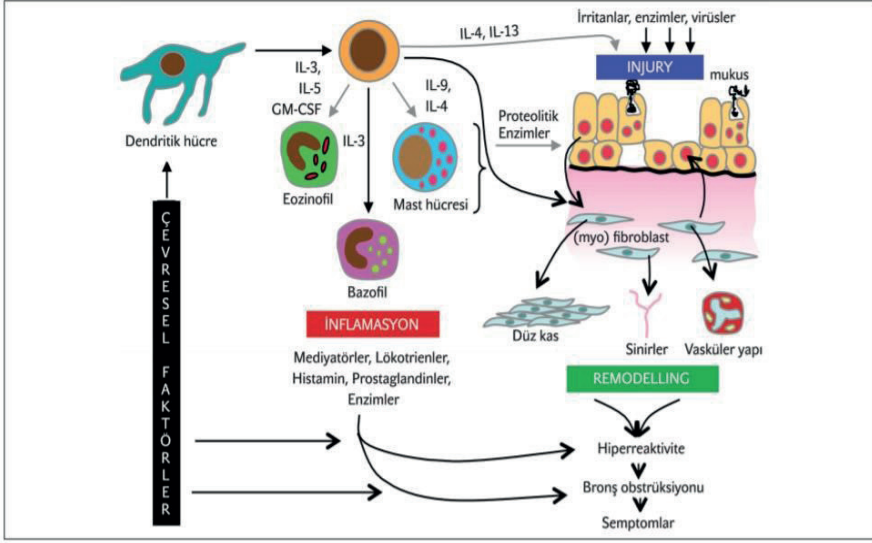 İrritanlar, enzimler, virüsler
IL-4, IL-13
INJURY
mukus
IL-3,
IL-5
GM-CSF
IL-9,
IL-4
Proteolitik
Enzimler
Dendritik hücre
IL-3
Eozinofil
Mast hücresi
(myo) fibroblast
Bazofil
ÇEVRESEL FAKTÖRLER
İNFLAMASYON
Düz kas
Sinirler
Vasküler yapı
Mediyatörler, Lökotrienler,
Histamin, Prostaglandinler,
Enzimler
REMODELLING
Hiperreaktivite
Bronş obstrüksiyonu
Semptomlar